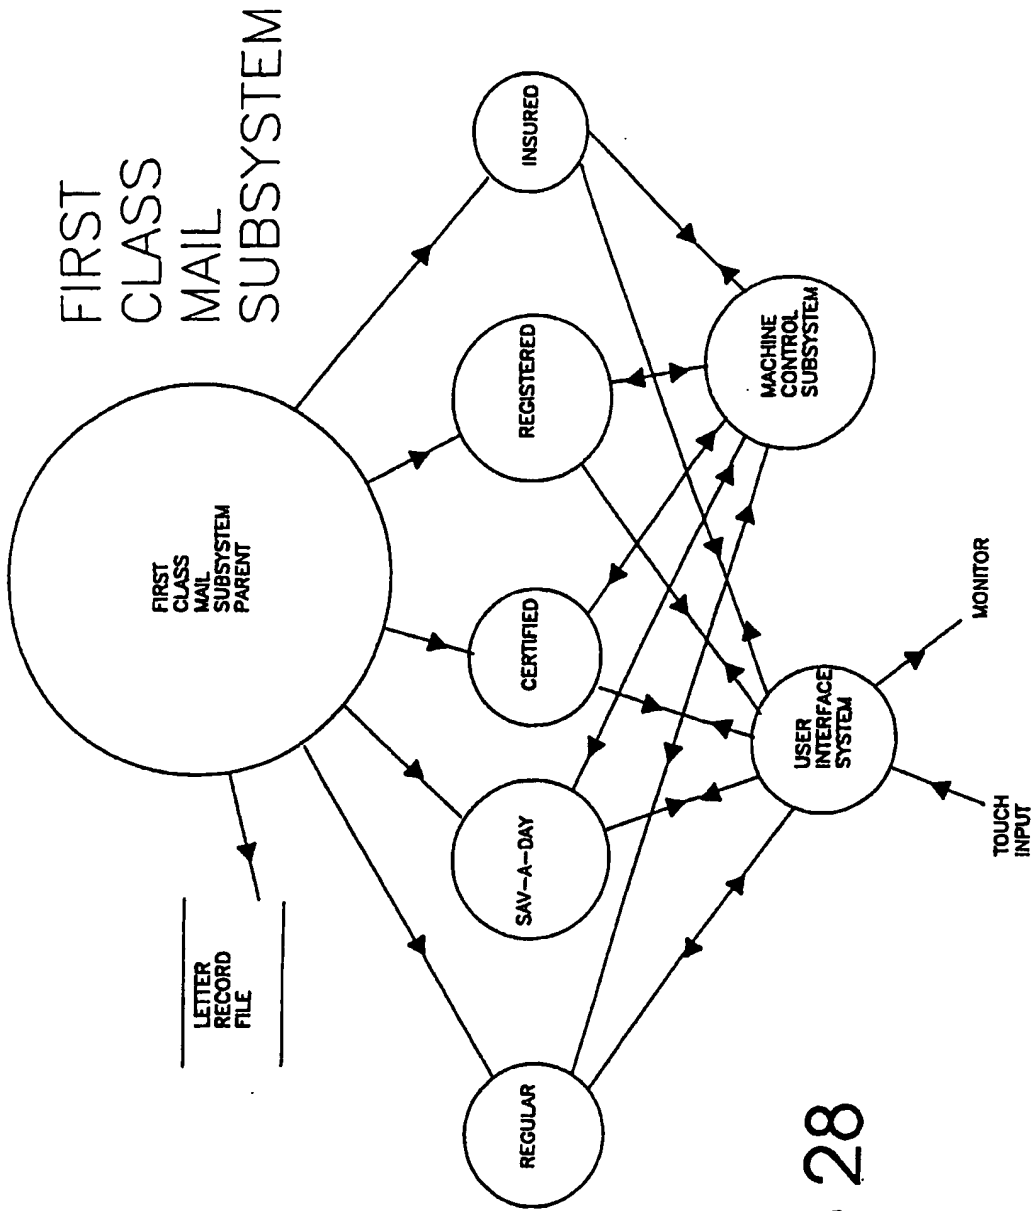 FIRST
CLASS
MAIL
SUBSYSTEM
FIRST
CLASS
MAIL
SUBSYSTEM
PARENT
LETTER
RECORD
FILE
REGULAR
SAV-A-DAY
CERTIFIED
REGISTERED
INSURED
USER
INTERFACE
SYSTEM
MACHINE
CONTROL
SUBSYSTEM
TOUCH
INPUT
MONITOR
28